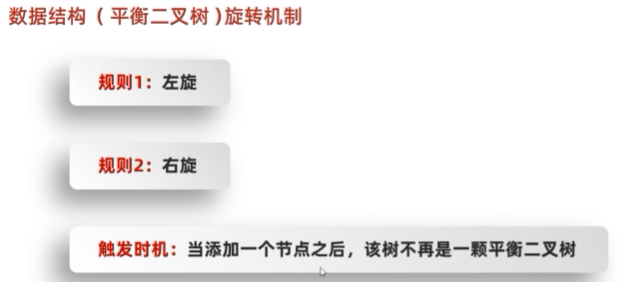 数据结构（平衡二叉树)旋转机制
规则1：左旋
规则2：右旋
触发时机：当添加一个节点之后，该树不再是一颗平衡二叉树